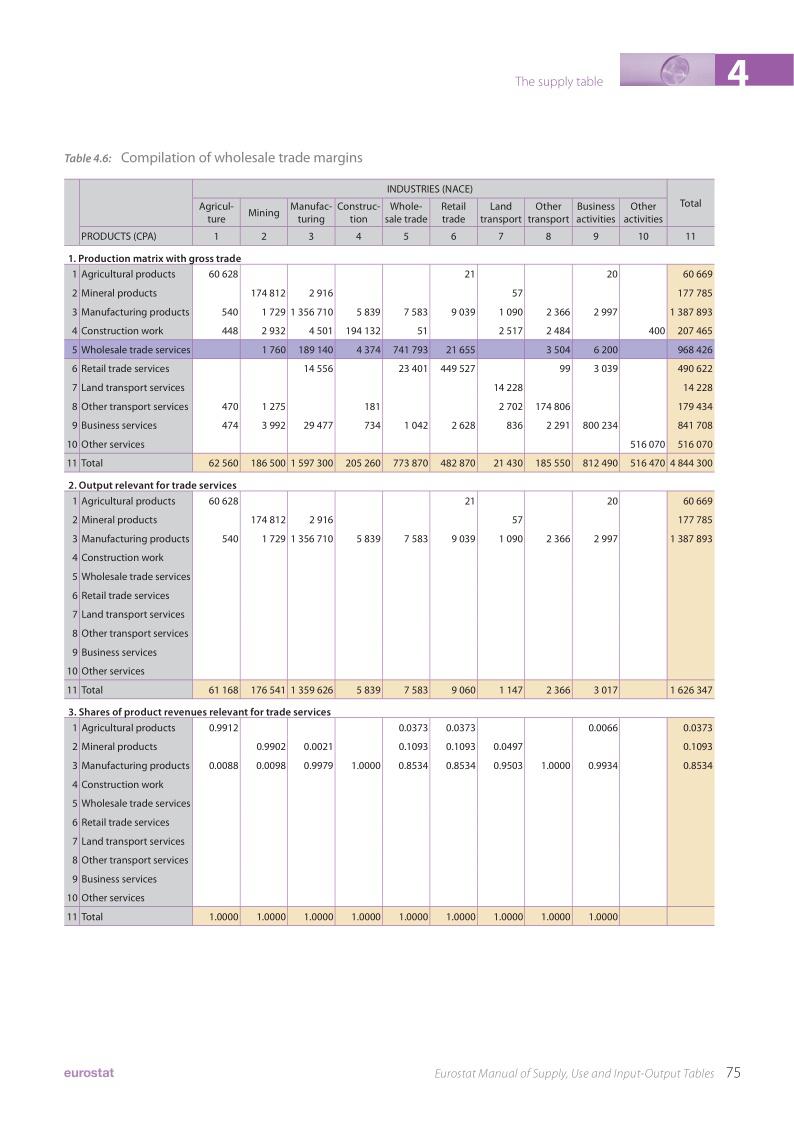 The supply table
4
Table 4.6: Compilation of wholesale trade margins
INDUSTRIES (NACE)
Agricul-ture Mining Manufac-turing Construc-tion Whole-sale trade Retail trade Land transport Other transport Business activities Other activities Total
PRODUCTS (CPA) 1 2 3 4 5 6 7 8 9 10 11
1. Production matrix with gross trade
1 Agricultural products 60 628 21 20 60 669
2 Mineral products 174 812 2 916 57 177 785
3 Manufacturing products 540 1 729 1 356 710 5 839 7 583 9 039 1 090 2 366 2 997 1 387 893
4 Construction work 448 2 932 4 501 194 132 51 2 517 2 484 400 207 465
5 Wholesale trade services 1 760 189 140 4 374 741 793 21 655 3 504 6 200 968 426
6 Retail trade services 14 556 23 401 449 527 99 3 039 490 622
7 Land transport services 14 228 14 228
8 Other transport services 470 1 275 181 2 702 174 806 179 434
9 Business services 474 3 992 29 477 734 1 042 2 628 836 2 291 800 234 841 708
10 Other services 516 070 516 070
11 Total 62 560 186 500 1 597 300 205 260 773 870 482 870 21 430 185 550 812 490 516 470 4 844 300
2. Output relevant for trade services
1 Agricultural products 60 628 21 20 60 669
2 Mineral products 174 812 2 916 57 177 785
3 Manufacturing products 540 1 729 1 356 710 5 839 7 583 9 039 1 090 2 366 2 997 1 387 893
4 Construction work
5 Wholesale trade services
6 Retail trade services
7 Land transport services
8 Other transport services
9 Business services
10 Other services
11 Total 61 168 176 541 1 359 626 5 839 7 583 9 060 1 147 2 366 3 017 1 626 347
3. Shares of product revenues relevant for trade services
1 Agricultural products 0.9912 0.0373 0.0373 0.0066 0.0373
2 Mineral products 0.9902 0.0021 0.1093 0.1093 0.0497 0.1093
3 Manufacturing products 0.0088 0.0098 0.9979 1.0000 0.8534 0.8534 0.9503 1.0000 0.9934 0.8534
4 Construction work
5 Wholesale trade services
6 Retail trade services
7 Land transport services
8 Other transport services
9 Business services
10 Other services
11 Total 1.0000 1.0000 1.0000 1.0000 1.0000 1.0000 1.0000 1.0000 1.0000
eurostat Eurostat Manual of Supply, Use and Input-Output Tables 75